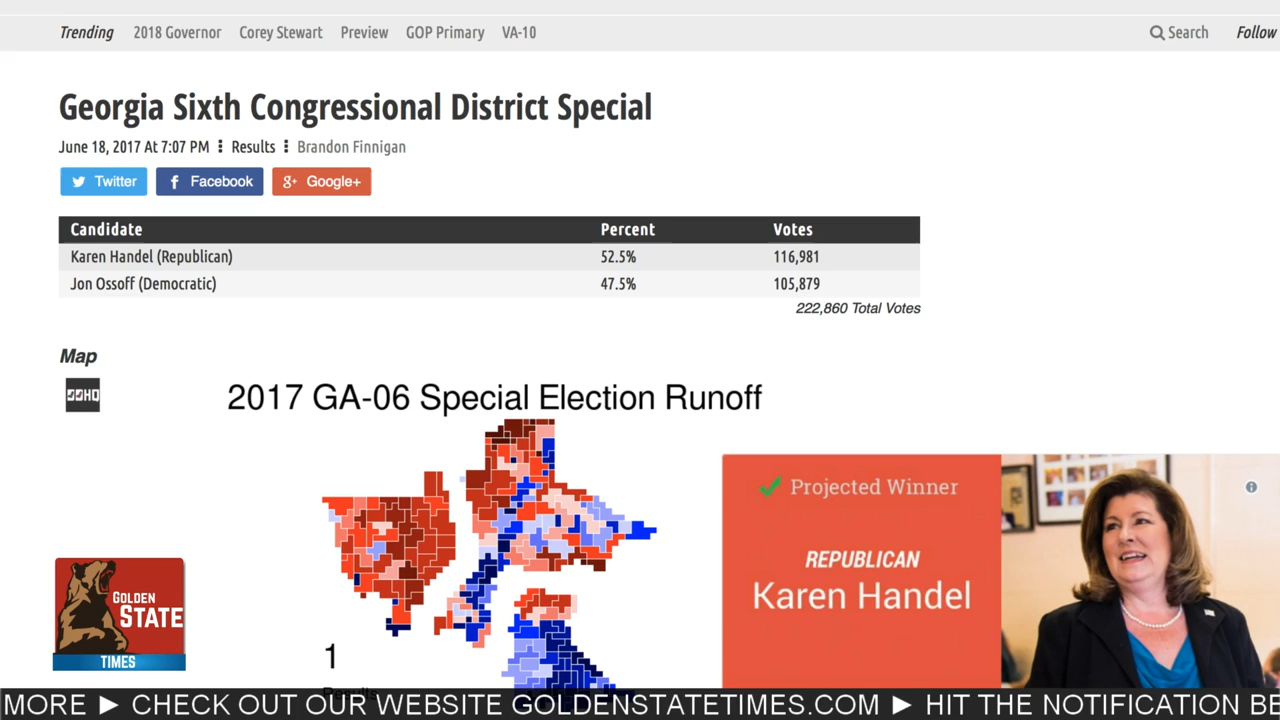 Trending 2018 Governor Corey Stewart Preview GOP Primary VA-10 Search Follow
Georgia Sixth Congressional District Special
June 18, 2017 At 7:07 PM ⋮ Results ⋮ Brandon Finnigan
Twitter Facebook Google+
Candidate Percent Votes
Karen Handel (Republican) 52.5% 116,981
Jon Ossoff (Democratic) 47.5% 105,879
222,860 Total Votes
Map
DDHQ
2017 GA-06 Special Election Runoff
Projected Winner
REPUBLICAN
Karen Handel
GOLDEN
STATE
TIMES
1
Results
MORE ► CHECK OUT OUR WEBSITE GOLDENSTATETIMES.COM ► HIT THE NOTIFICATION BE